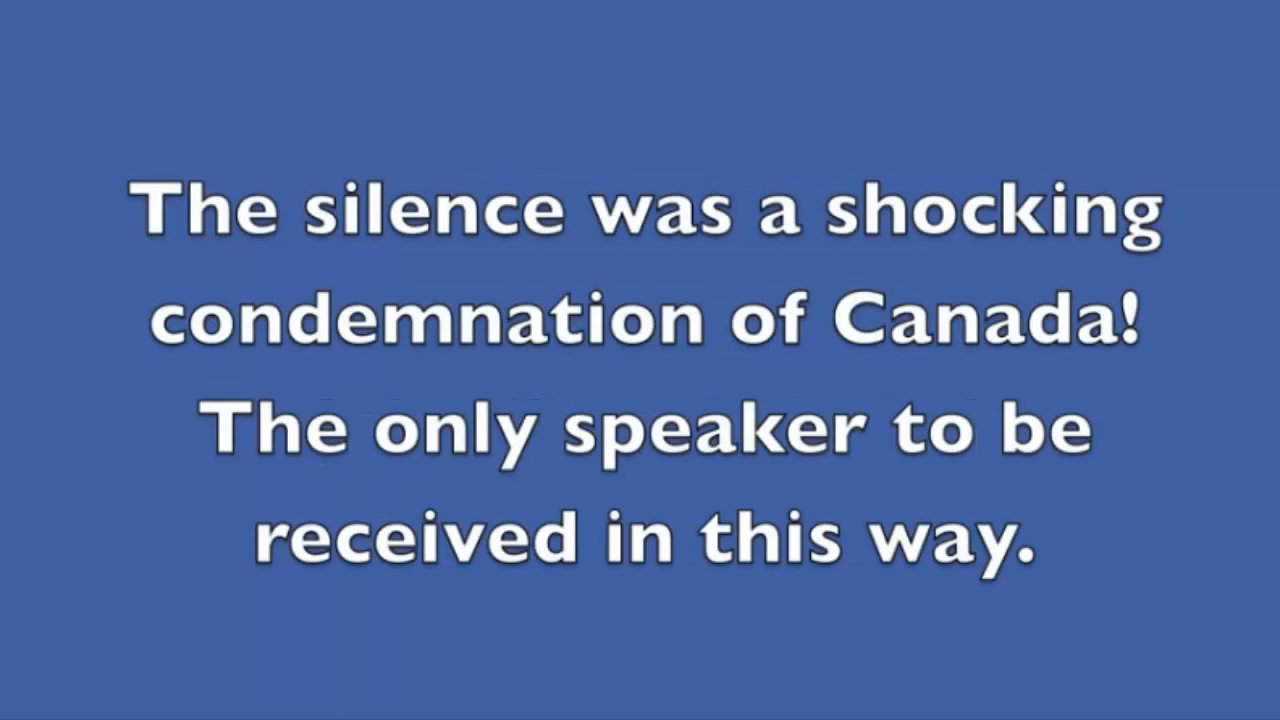 The silence was a shocking
condemnation of Canada!
The only speaker to be
received in this way.